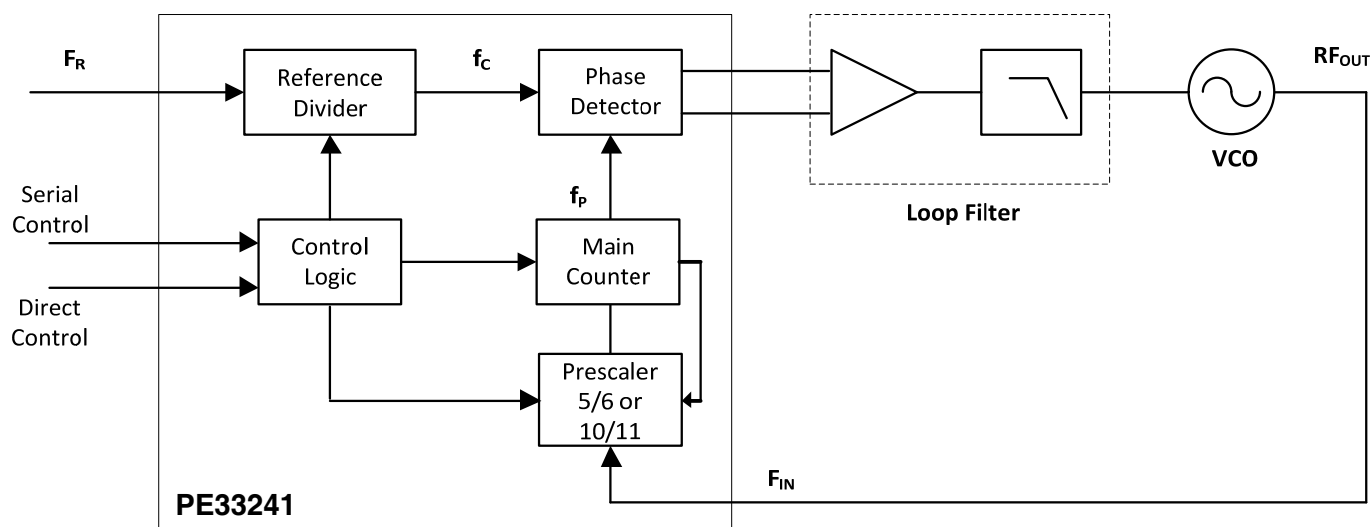 F_R
Reference
Divider
f_C
Phase
Detector
RF_OUT
VCO
Loop Filter
Serial
Control
Direct
Control
Control
Logic
f_P
Main
Counter
Prescaler
5/6 or
10/11
F_IN
PE33241